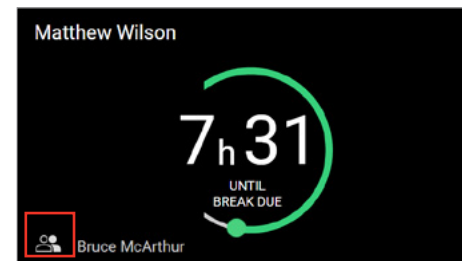 Matthew Wilson
7h31
UNTIL
BREAK DUE
Bruce McArthur